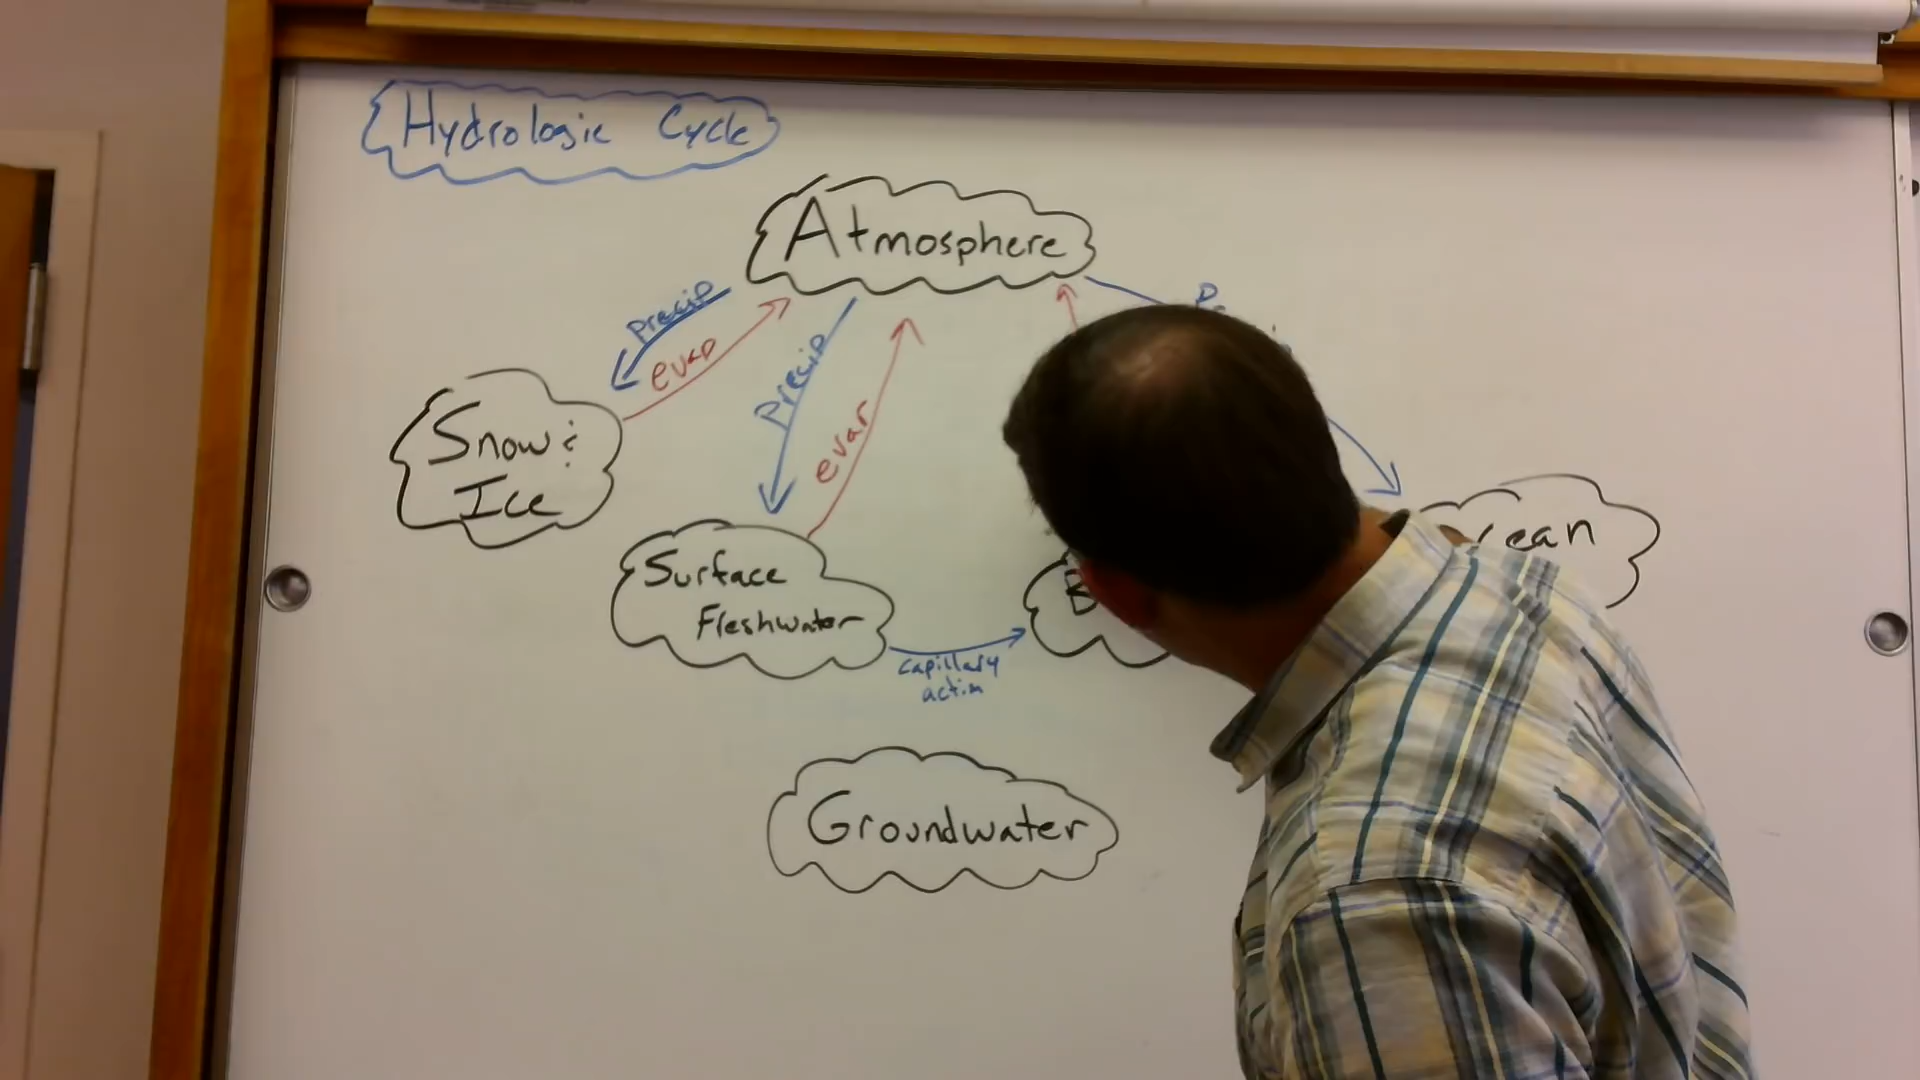 Hydrologic Cycle
Atmosphere
Precip
evap
Precip
evap
Snow &
Ice
Surface
Freshwater
capillary
action
Groundwater